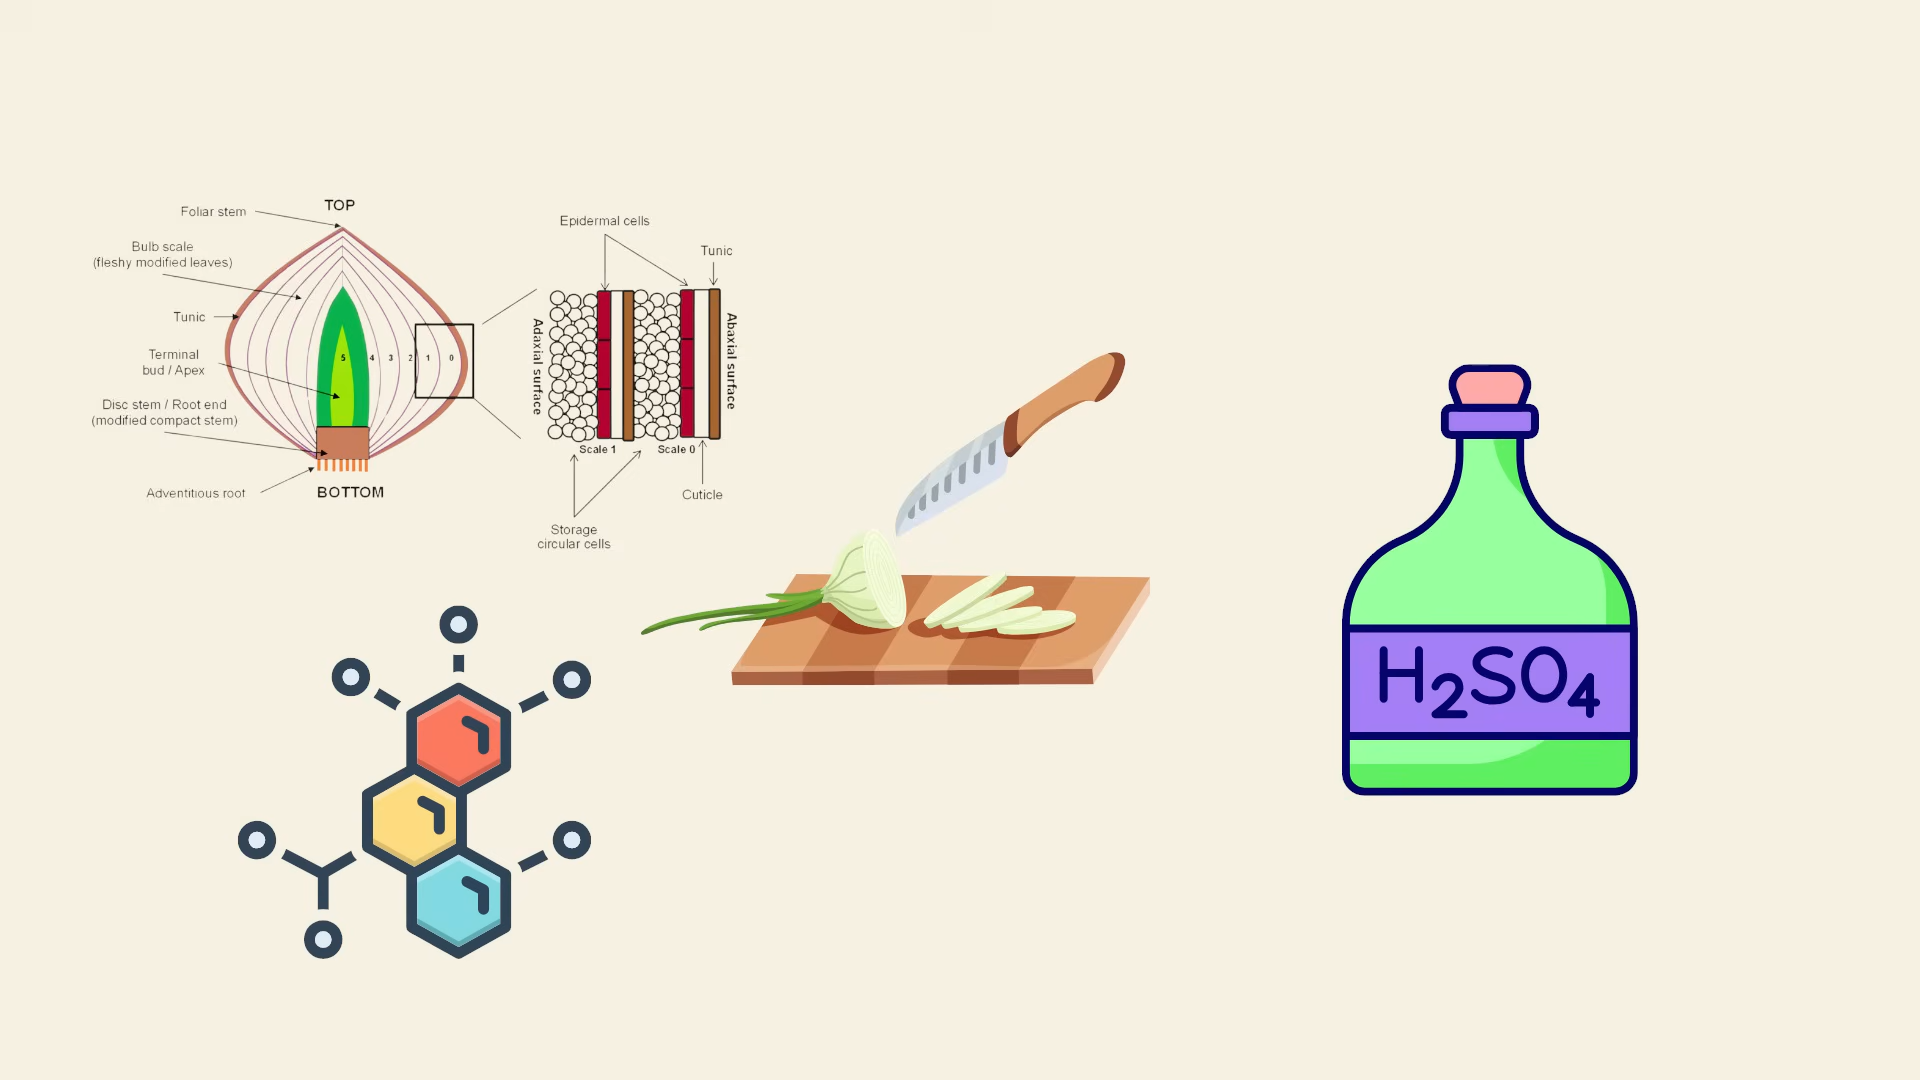 TOP
Foliar stem
Bulb scale
(fleshy modified leaves)
Tunic
Terminal
bud / Apex
Disc stem / Root end
(modified compact stem)
Adventitious root
BOTTOM
5 4 3 2 1 0
Epidermal cells
Tunic
Adaxial surface
Abaxial surface
Scale 1 Scale 0
Cuticle
Storage
circular cells
H₂SO₄